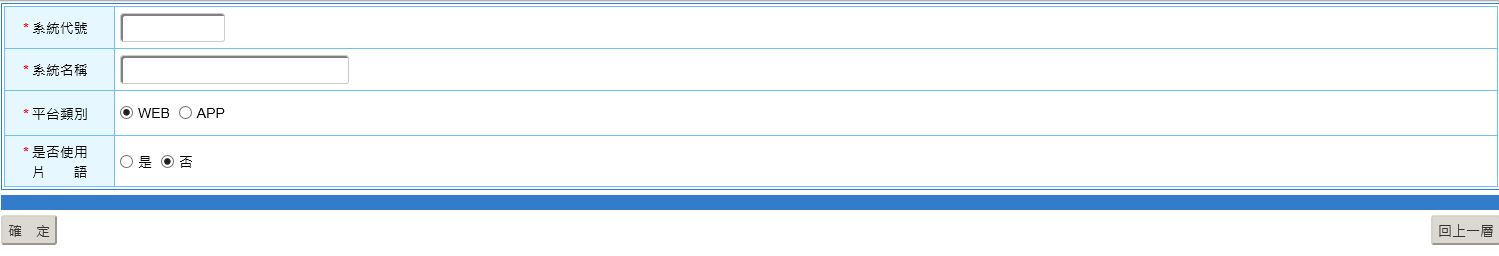 * 系統代號
* 系統名稱
* 平台類別 WEB APP
* 是否使用
片　　語 是 否
確　定 回上一層